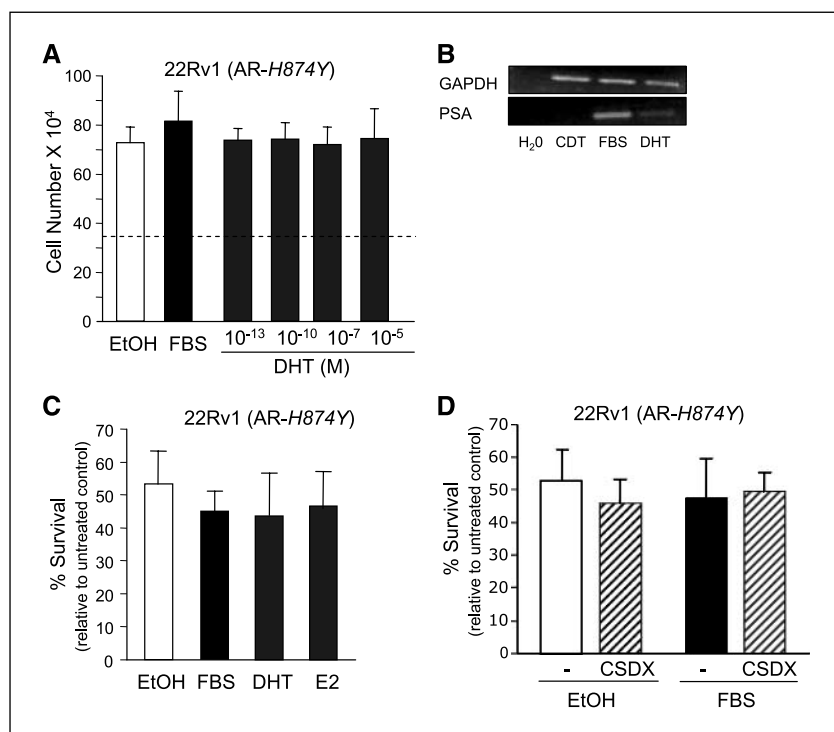 A
22Rv1 (AR-H874Y)
Cell Number X 10⁴
100
80
60
40
20
0
EtOH FBS 10⁻¹³ 10⁻¹⁰ 10⁻⁷ 10⁻⁵
DHT (M)
B
GAPDH
PSA
H₂0 CDT FBS DHT
C
22Rv1 (AR-H874Y)
% Survival
(relative to untreated control)
70
60
50
40
30
20
10
0
EtOH FBS DHT E2
D
22Rv1 (AR-H874Y)
% Survival
(relative to untreated control)
70
60
50
40
30
20
10
0
- CSDX - CSDX
EtOH FBS